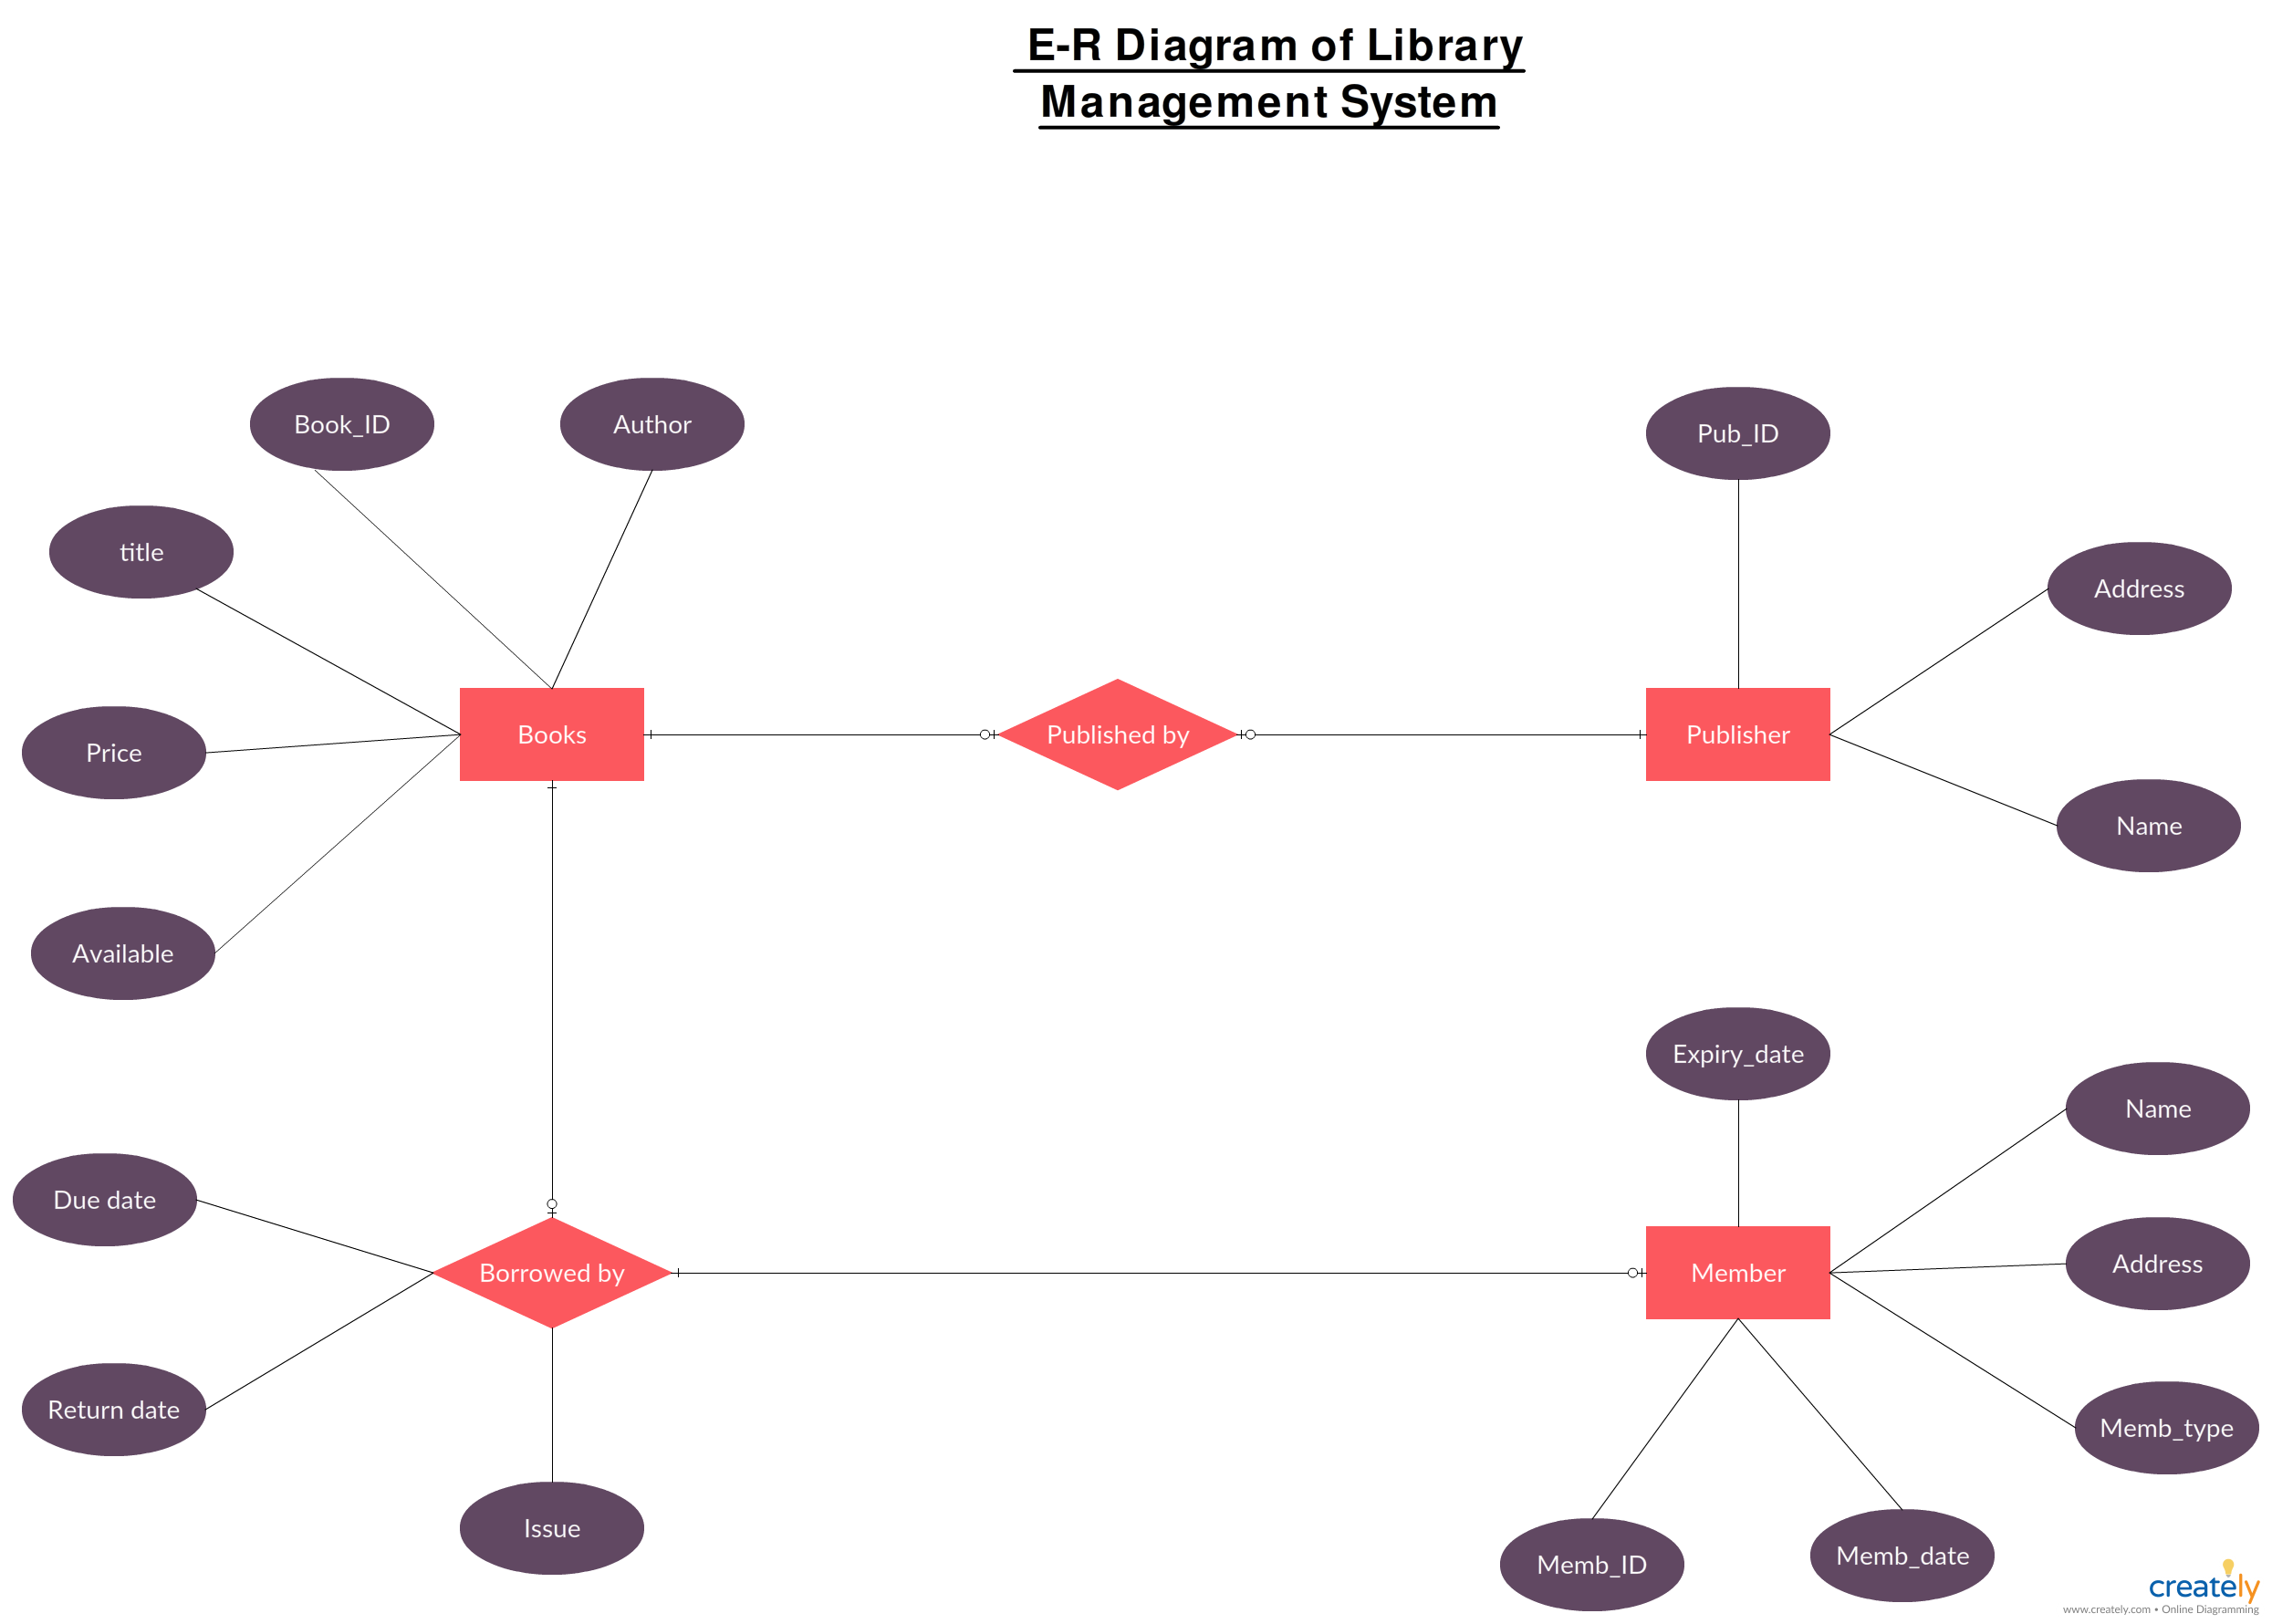 E-R Diagram of Library
Management System
Book_ID
Author
Pub_ID
title
Address
Books
Published by
Publisher
Price
Name
Available
Expiry_date
Name
Due date
Borrowed by
Member
Address
Return date
Memb_type
Issue
Memb_ID
Memb_date
creately
www.creately.com • Online Diagramming